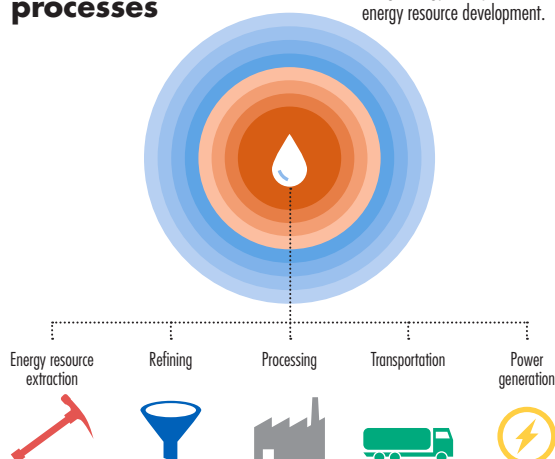 processes
energy resource development.
Energy resource
extraction
Refining
Processing
Transportation
Power
generation